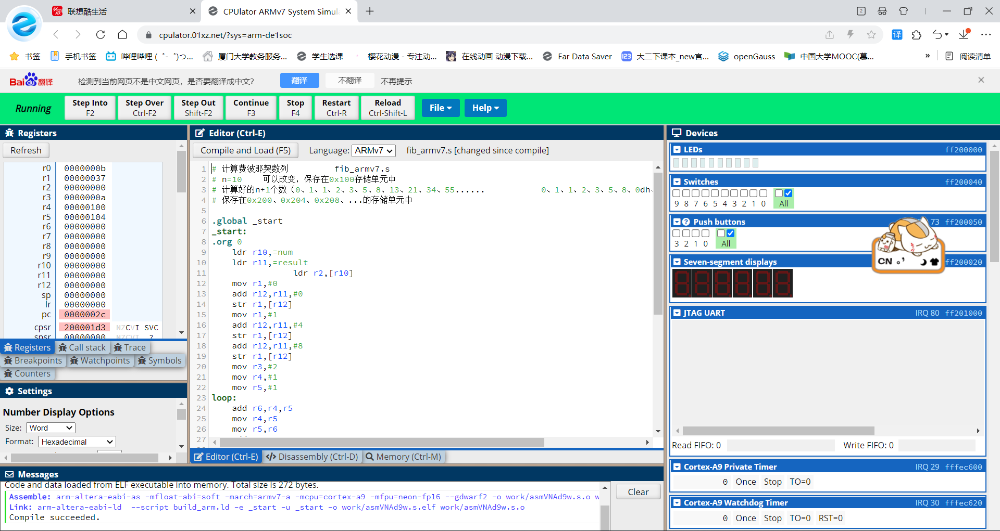 联想酷生活
CPUlator ARMv7 System Simul
cpulator.01xz.net/?sys=arm-de1soc
译
书签
手机书签
哔哩哔哩 ( ゜- ゜)つ...
厦门大学教务服务...
学生选课
樱花动漫 - 专注动...
在线动画 动漫下载...
Far Data Saver
大二下课本_new官...
openGauss
中国大学MOOC(慕...
»
阅读清单
Bai du 翻译
检测到当前网页不是中文网页，是否要翻译成中文?
翻译
不翻译
不再提示
Running
Step Into
F2
Step Over
Ctrl-F2
Step Out
Shift-F2
Continue
F3
Stop
F4
Restart
Ctrl-R
Reload
Ctrl-Shift-L
File
Help
Registers
Refresh
r0 0000000b
r1 00000037
r2 00000000
r3 0000000a
r4 00000100
r5 00000104
r6 00000000
r7 00000000
r8 00000000
r9 00000000
r10 00000000
r11 00000000
r12 00000000
sp 00000000
lr 00000000
pc 0000002c
cpsr 200001d3 NZCVI SVC
spsr 00000000 NZCVI ?
Registers
Call stack
Trace
Breakpoints
Watchpoints
Symbols
Counters
Settings
Number Display Options
Size: Word
Format: Hexadecimal
Editor (Ctrl-E)
Compile and Load (F5)
Language: ARMv7
fib_armv7.s [changed since compile]
1 # 计算费波那契数列 fib_armv7.s
2 # n=10 可以改变，保存在0x100存储单元中
3 # 计算好的n+1个数（0、1、1、2、3、5、8、13、21、34、55...... 0、1、1、2、3、5、8、0dh、
4 # 保存在0x200、0x204、0x208、...的存储单元中
5
6 .global _start
7 _start:
8 .org 0
9 ldr r10,=num
10 ldr r11,=result
11 ldr r2,[r10]
12 mov r1,#0
13 add r12,r11,#0
14 str r1,[r12]
15 mov r1,#1
16 add r12,r11,#4
17 str r1,[r12]
18 add r12,r11,#8
19 str r1,[r12]
20 mov r3,#2
21 mov r4,#1
22 mov r5,#1
23 loop:
24 add r6,r4,r5
25 mov r4,r5
26 mov r5,r6
27
Editor (Ctrl-E)
Disassembly (Ctrl-D)
Memory (Ctrl-M)
Messages
Code and data loaded from ELF executable into memory. Total size is 272 bytes.
Assemble: arm-altera-eabi-as -mfloat-abi=soft -march=armv7-a -mcpu=cortex-a9 -mfpu=neon-fp16 --gdwarf2 -o work/asmVNAd9w.s.o w
Link: arm-altera-eabi-ld --script build_arm.ld -e _start -u _start -o work/asmVNAd9w.s.elf work/asmVNAd9w.s.o
Compile succeeded.
Clear
Devices
LEDs ff200000
Switches ff200040
9 8 7 6 5 4 3 2 1 0 All
Push buttons 73 ff200050
3 2 1 0 All
CN 。’
Seven-segment displays ff200020
JTAG UART IRQ 80 ff201000
Read FIFO: 0
Write FIFO: 0
Cortex-A9 Private Timer IRQ 29 fffec600
0 Once Stop TO=0
Cortex-A9 Watchdog Timer IRQ 30 fffec620
0 Once Stop TO=0 RST=0